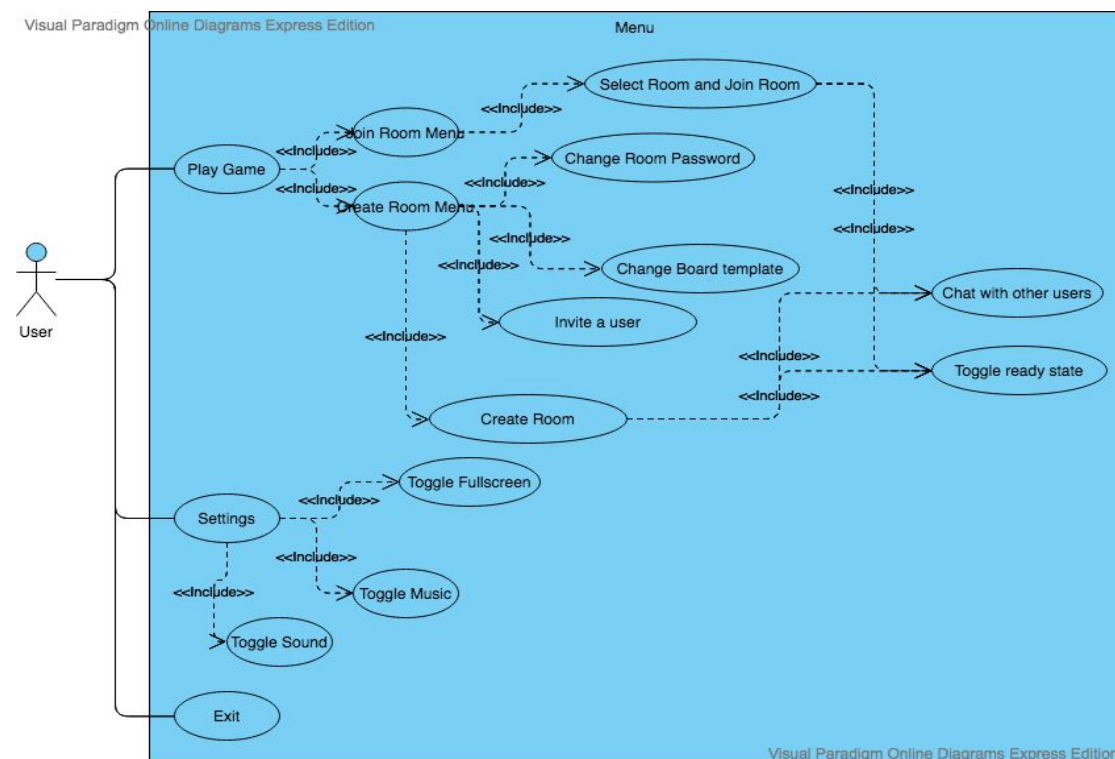 Visual Paradigm Online Diagrams Express Edition
Menu
Select Room and Join Room
<<Include>>
Join Room Menu
<<Include>>
Change Room Password
Play Game
<<Include>>
<<Include>>
<<Include>>
Create Room Menu
<<Include>>
<<Include>>
<<Include>>
Change Board template
Chat with other users
Invite a user
User
<<Include>>
<<Include>>
Toggle ready state
<<Include>>
Create Room
Toggle Fullscreen
<<Include>>
Settings
<<Include>>
<<Include>>
Toggle Music
Toggle Sound
Exit
Visual Paradigm Online Diagrams Express Edition